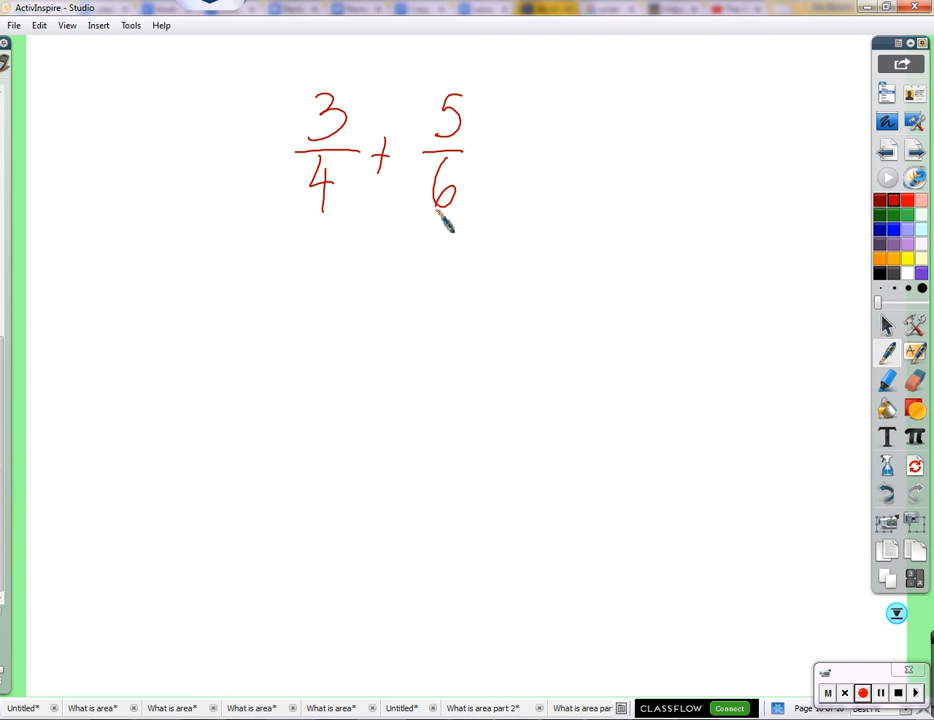 ActivInspire - Studio
File Edit View Insert Tools Help
3/4 + 5/6
Untitled* What is area* What is area* What is area* What is area* Untitled* What is area part 2* What is area par CLASSFLOW Connect
M